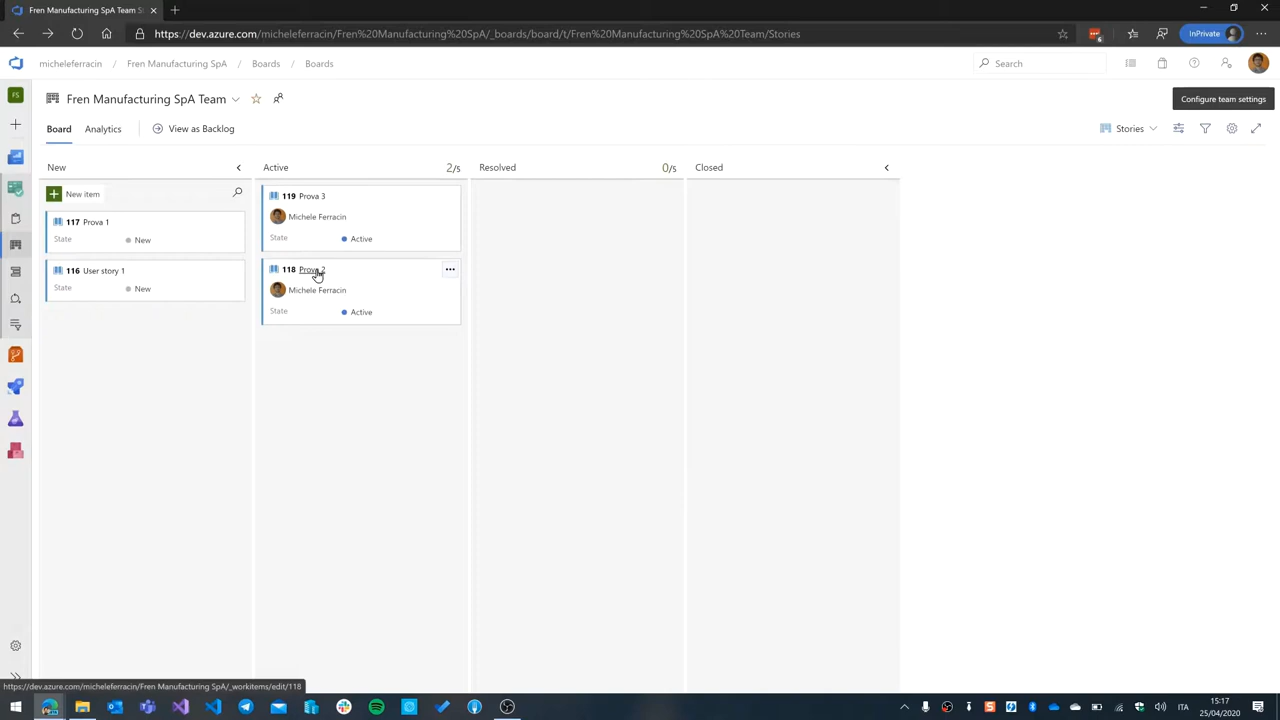 Fren Manufacturing SpA Team St
https://dev.azure.com/micheleferracin/Fren%20Manufacturing%20SpA/_boards/board/t/Fren%20Manufacturing%20SpA%20Team/Stories
InPrivate
micheleferracin / Fren Manufacturing SpA / Boards / Boards
Search
FS
Fren Manufacturing SpA Team
Configure team settings
Board Analytics View as Backlog
Stories
New
Active 2/5
Resolved 0/5
Closed
New item
117 Prova 1
State New
116 User story 1
State New
119 Prova 3
Michele Ferracin
State Active
118 Prova 2
Michele Ferracin
State Active
https://dev.azure.com/micheleferracin/Fren Manufacturing SpA/_workitems/edit/118
ITA
15:17
25/04/2020